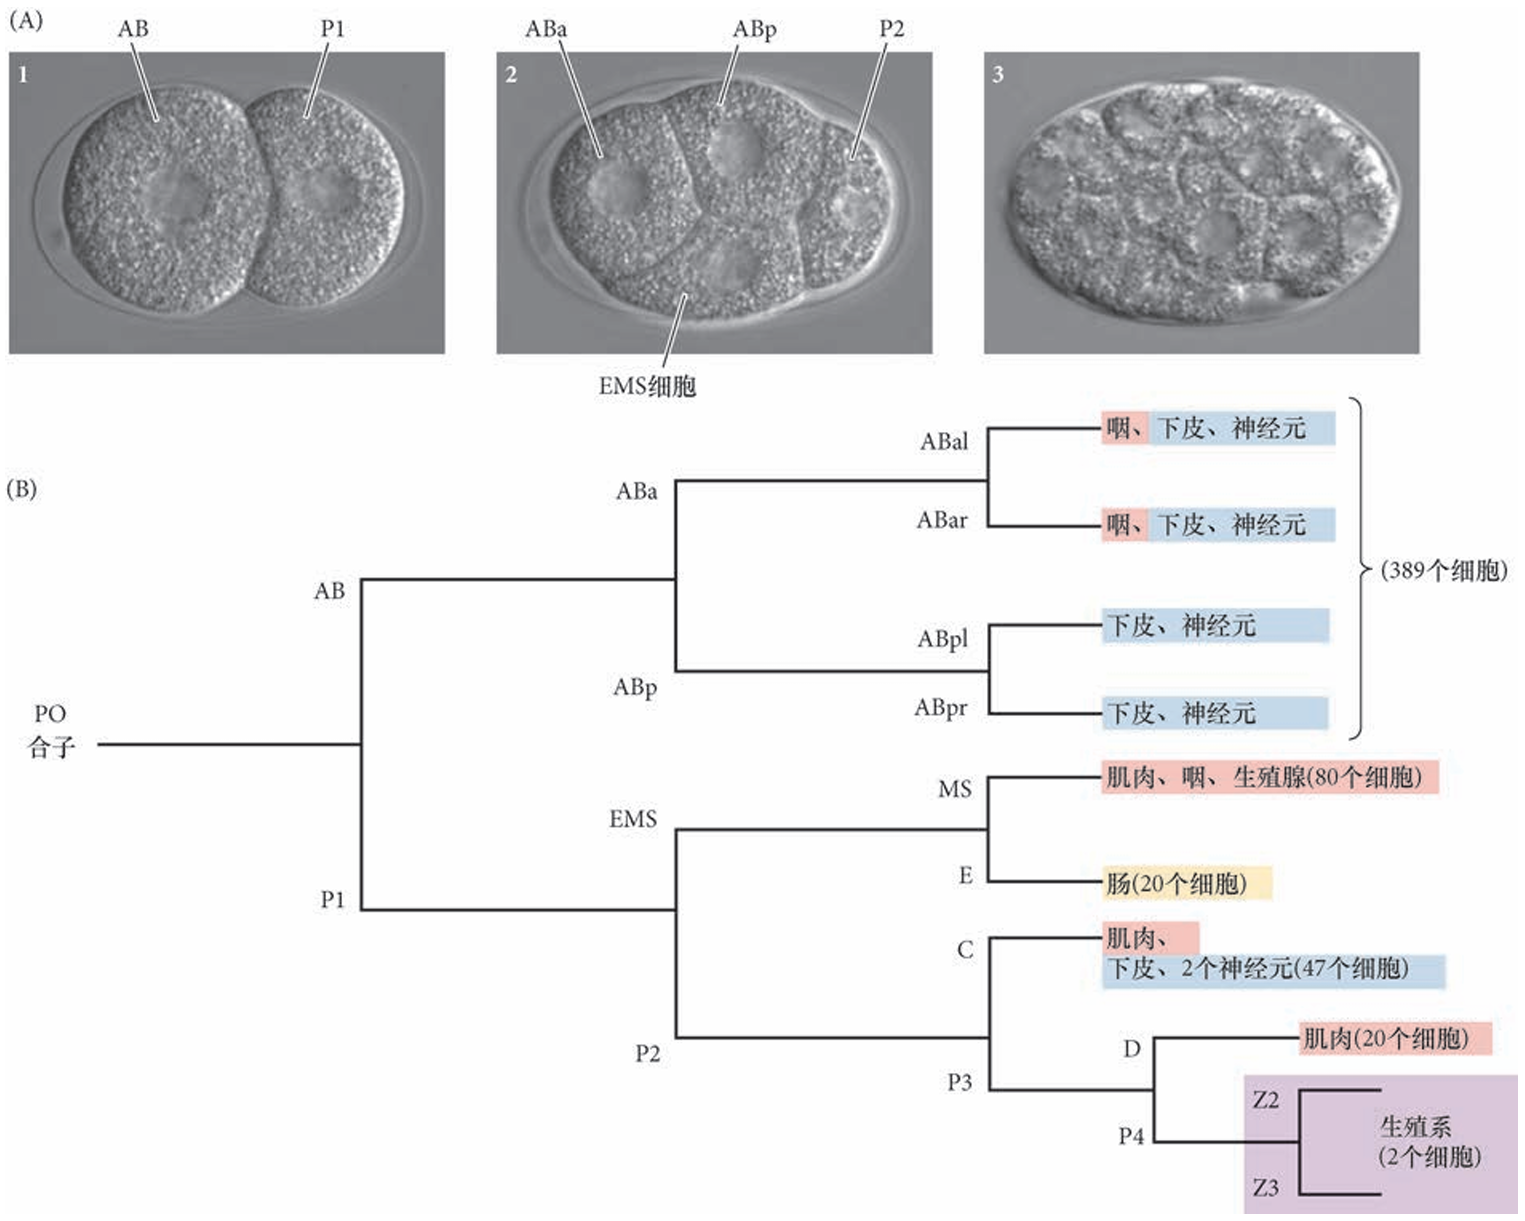 (A)
AB
P1
ABa
ABp
P2
1
2
3
EMS细胞
(B)
PO
合子
AB
P1
ABa
ABp
EMS
P2
ABal
咽、下皮、神经元
ABar
咽、下皮、神经元
ABpl
下皮、神经元
ABpr
下皮、神经元
(389个细胞)
MS
肌肉、咽、生殖腺(80个细胞)
E
肠(20个细胞)
C
肌肉、
下皮、2个神经元(47个细胞)
P3
D
肌肉(20个细胞)
P4
Z2
Z3
生殖系
(2个细胞)